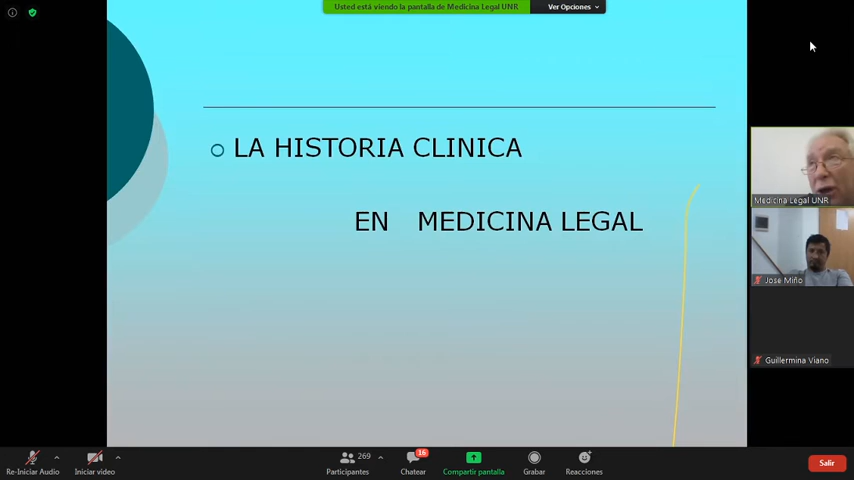 Usted está viendo la pantalla de Medicina Legal UNR
Ver Opciones
LA HISTORIA CLINICA
EN MEDICINA LEGAL
Medicina Legal UNR
Jose Miño
Guillermina Viano
Re-Iniciar Audio
Iniciar video
269
Participantes
16
Chatear
Compartir pantalla
Grabar
Reacciones
Salir